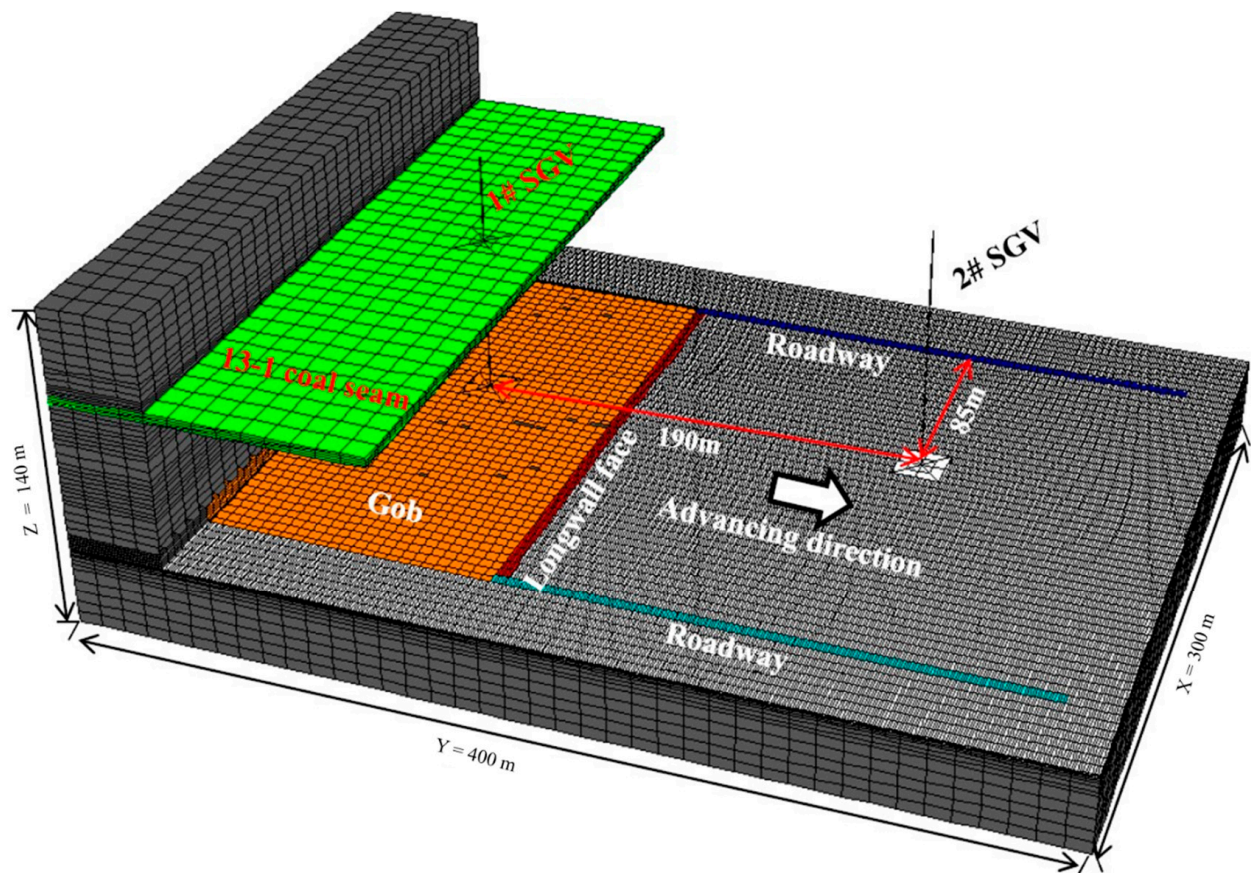 1# SGV
2# SGV
13-1 coal seam
Roadway
85m
190m
Z = 140 m
Gob
Longwall face
Advancing direction
Roadway
X = 300 m
Y = 400 m